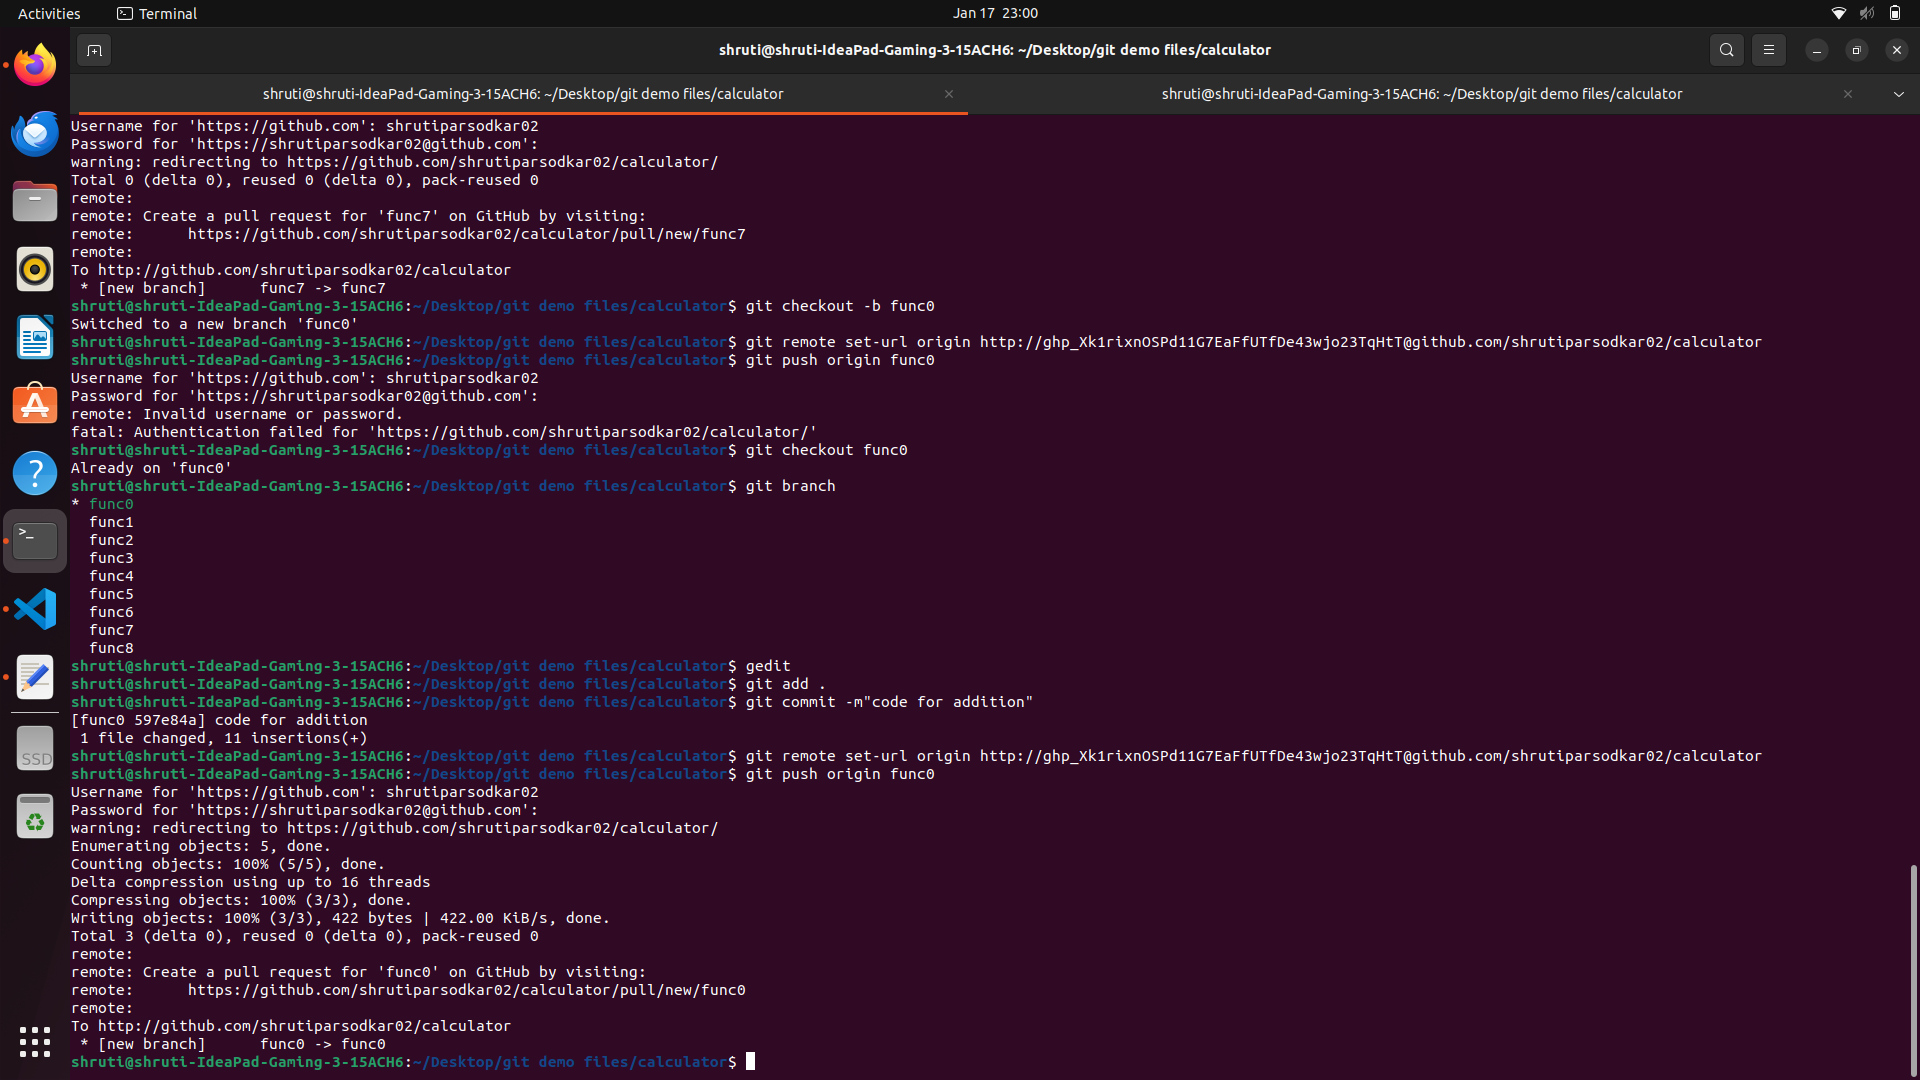 Activities
Terminal
Jan 17 23:00
shruti@shruti-IdeaPad-Gaming-3-15ACH6: ~/Desktop/git demo files/calculator
shruti@shruti-IdeaPad-Gaming-3-15ACH6: ~/Desktop/git demo files/calculator
shruti@shruti-IdeaPad-Gaming-3-15ACH6: ~/Desktop/git demo files/calculator
Username for 'https://github.com': shrutiparsodkar02
Password for 'https://shrutiparsodkar02@github.com':
warning: redirecting to https://github.com/shrutiparsodkar02/calculator/
Total 0 (delta 0), reused 0 (delta 0), pack-reused 0
remote:
remote: Create a pull request for 'func7' on GitHub by visiting:
remote:      https://github.com/shrutiparsodkar02/calculator/pull/new/func7
remote:
To http://github.com/shrutiparsodkar02/calculator
 * [new branch]      func7 -> func7
shruti@shruti-IdeaPad-Gaming-3-15ACH6:~/Desktop/git demo files/calculator$ git checkout -b func0
Switched to a new branch 'func0'
shruti@shruti-IdeaPad-Gaming-3-15ACH6:~/Desktop/git demo files/calculator$ git remote set-url origin http://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@github.com/shrutiparsodkar02/calculator
shruti@shruti-IdeaPad-Gaming-3-15ACH6:~/Desktop/git demo files/calculator$ git push origin func0
Username for 'https://github.com': shrutiparsodkar02
Password for 'https://shrutiparsodkar02@github.com':
remote: Invalid username or password.
fatal: Authentication failed for 'https://github.com/shrutiparsodkar02/calculator/'
shruti@shruti-IdeaPad-Gaming-3-15ACH6:~/Desktop/git demo files/calculator$ git checkout func0
Already on 'func0'
shruti@shruti-IdeaPad-Gaming-3-15ACH6:~/Desktop/git demo files/calculator$ git branch
* func0
  func1
  func2
  func3
  func4
  func5
  func6
  func7
  func8
shruti@shruti-IdeaPad-Gaming-3-15ACH6:~/Desktop/git demo files/calculator$ gedit
shruti@shruti-IdeaPad-Gaming-3-15ACH6:~/Desktop/git demo files/calculator$ git add .
shruti@shruti-IdeaPad-Gaming-3-15ACH6:~/Desktop/git demo files/calculator$ git commit -m"code for addition"
[func0 597e84a] code for addition
 1 file changed, 11 insertions(+)
shruti@shruti-IdeaPad-Gaming-3-15ACH6:~/Desktop/git demo files/calculator$ git remote set-url origin http://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@github.com/shrutiparsodkar02/calculator
shruti@shruti-IdeaPad-Gaming-3-15ACH6:~/Desktop/git demo files/calculator$ git push origin func0
Username for 'https://github.com': shrutiparsodkar02
Password for 'https://shrutiparsodkar02@github.com':
warning: redirecting to https://github.com/shrutiparsodkar02/calculator/
Enumerating objects: 5, done.
Counting objects: 100% (5/5), done.
Delta compression using up to 16 threads
Compressing objects: 100% (3/3), done.
Writing objects: 100% (3/3), 422 bytes | 422.00 KiB/s, done.
Total 3 (delta 0), reused 0 (delta 0), pack-reused 0
remote:
remote: Create a pull request for 'func0' on GitHub by visiting:
remote:      https://github.com/shrutiparsodkar02/calculator/pull/new/func0
remote:
To http://github.com/shrutiparsodkar02/calculator
 * [new branch]      func0 -> func0
shruti@shruti-IdeaPad-Gaming-3-15ACH6:~/Desktop/git demo files/calculator$
SSD